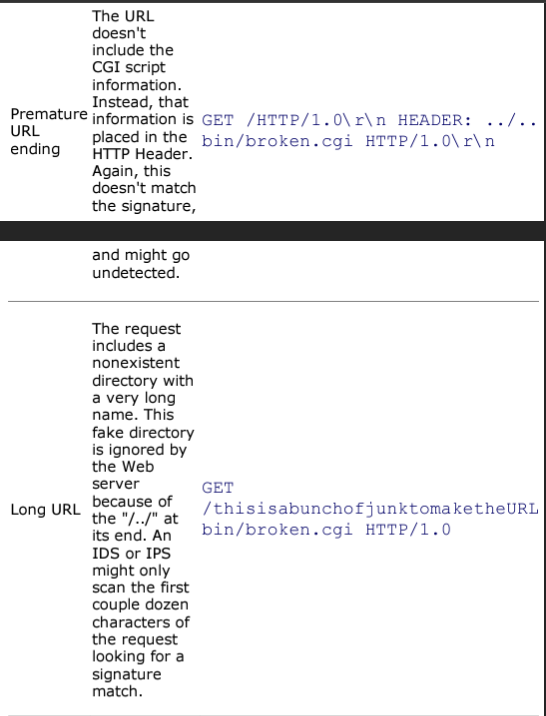 The URL
doesn't
include the
CGI script
information.
Instead, that
Premature information is GET /HTTP/1.0\r\n HEADER: ../..
URL placed in the bin/broken.cgi HTTP/1.0\r\n
ending HTTP Header.
Again, this
doesn't match
the signature,
and might go
undetected.
The request
includes a
nonexistent
directory with
a very long
name. This
fake directory
is ignored by
the Web
server GET
Long URL because of /thisisabunchofjunktomaketheURL
the "/../" at bin/broken.cgi HTTP/1.0
its end. An
IDS or IPS
might only
scan the first
couple dozen
characters of
the request
looking for a
signature
match.